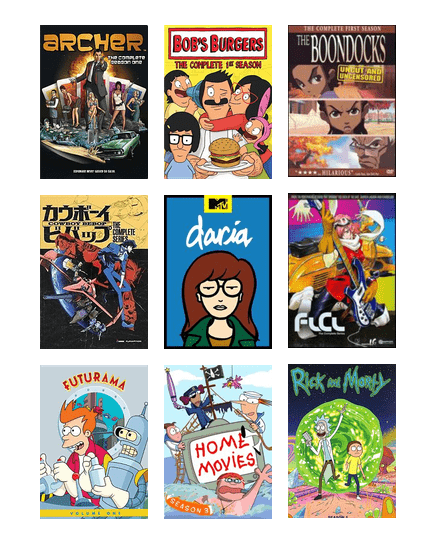 ARCHER
THE COMPLETE
SEASON ONE
BOB'S BURGERS
THE COMPLETE 1ST SEASON
THE COMPLETE FIRST SEASON
THE BOONDOCKS
UNCUT AND
UNCENSORED
HILARIOUS
DVD
カウボーイ
COWBOY BEBOP
ビバップ
THE COMPLETE
SERIES
MTV
daria
FLCL
FUTURAMA
VOLUME ONE
HOME
MOVIES
SEASON 3
Rick and Morty